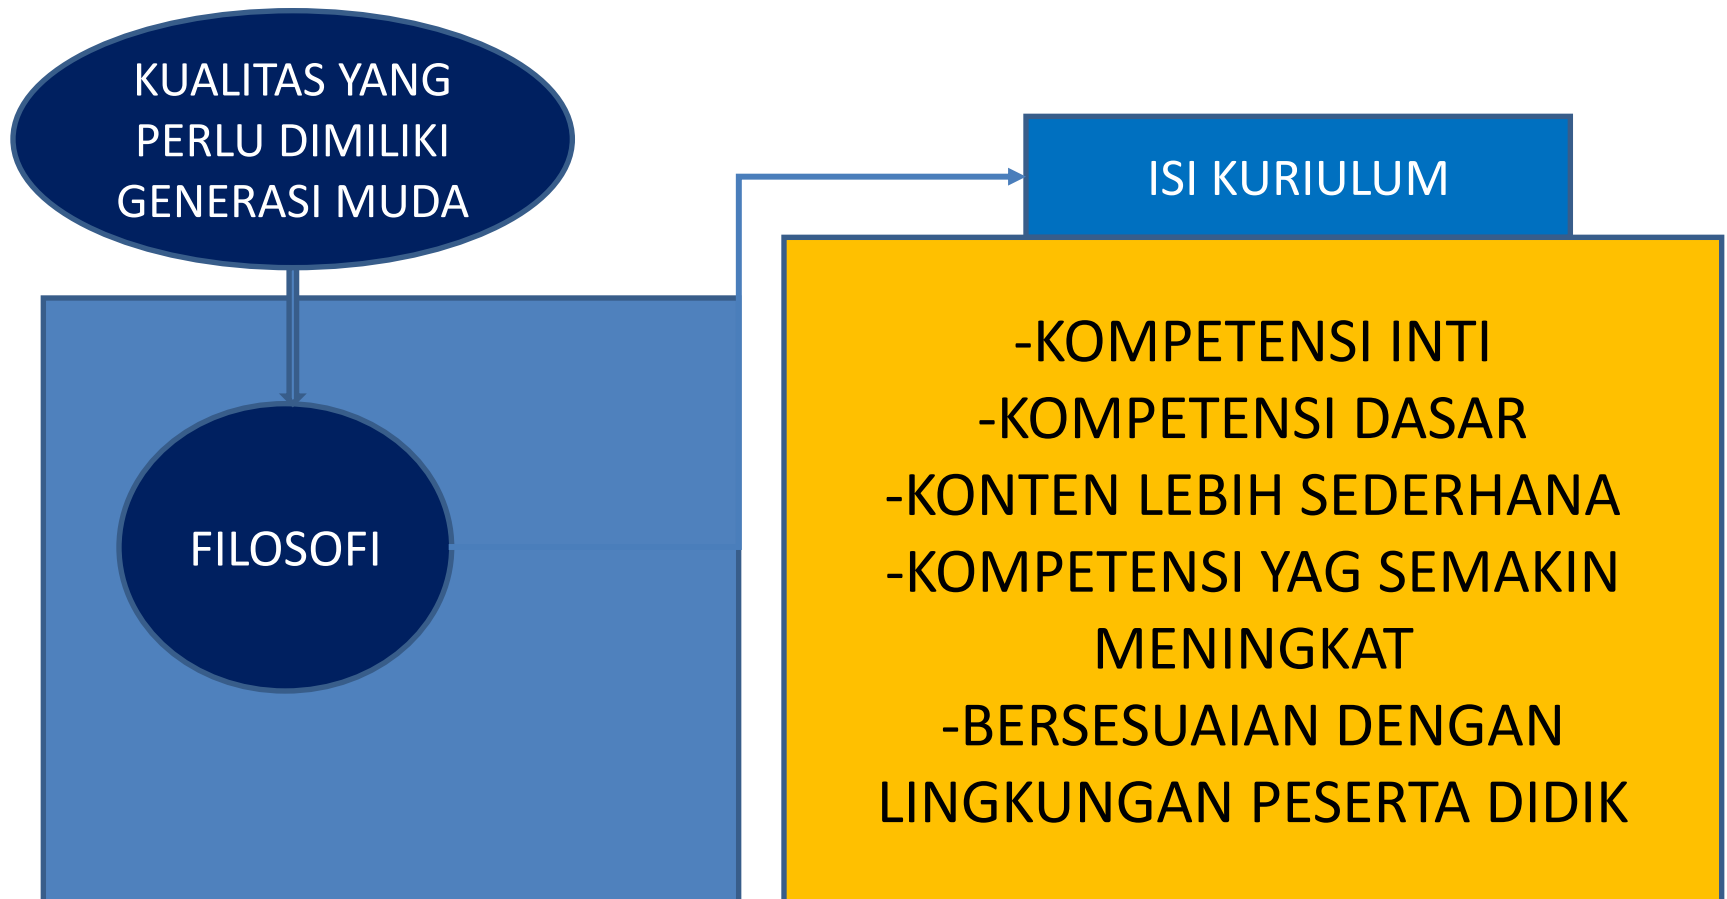 KUALITAS YANG
PERLU DIMILIKI
GENERASI MUDA
FILOSOFI
ISI KURIULUM
-KOMPETENSI INTI
-KOMPETENSI DASAR
-KONTEN LEBIH SEDERHANA
-KOMPETENSI YAG SEMAKIN
MENINGKAT
-BERSESUAIAN DENGAN
LINGKUNGAN PESERTA DIDIK